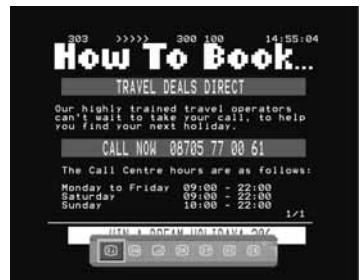 303 >>>>> 300 100 14:55:04
How To Book...
TRAVEL DEALS DIRECT
Our highly trained travel operators
can't wait to take your call, to help
you find your next holiday.
CALL NOW 08705 77 00 61
The Call Centre hours are as follows:
Monday to Friday 09:00 - 22:00
Saturday 09:00 - 22:00
Sunday 10:00 - 22:00
1/1
WIN A DREAM HOLIDAY!